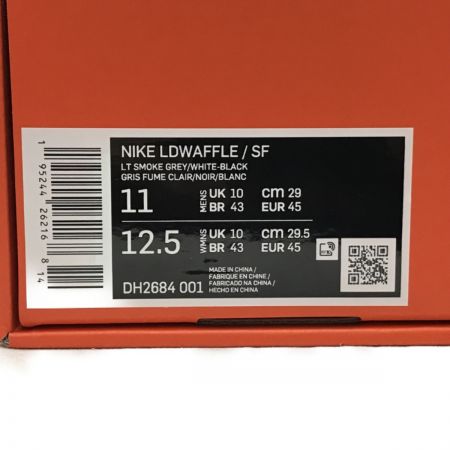 NIKE LDWAFFLE / SF
LT SMOKE GREY/WHITE-BLACK
GRIS FUME CLAIR/NOIR/BLANC
11 MENS UK 10 CM 29
BR 43 EUR 45
12.5 WMNS UK 10 CM 29.5
BR 43 EUR 45
MADE IN CHINA /
FABRIQUE EN CHINE /
FABRICADO NA CHINA /
HECHO EN CHINA
DH2684 001
1 95244 26216 8 14